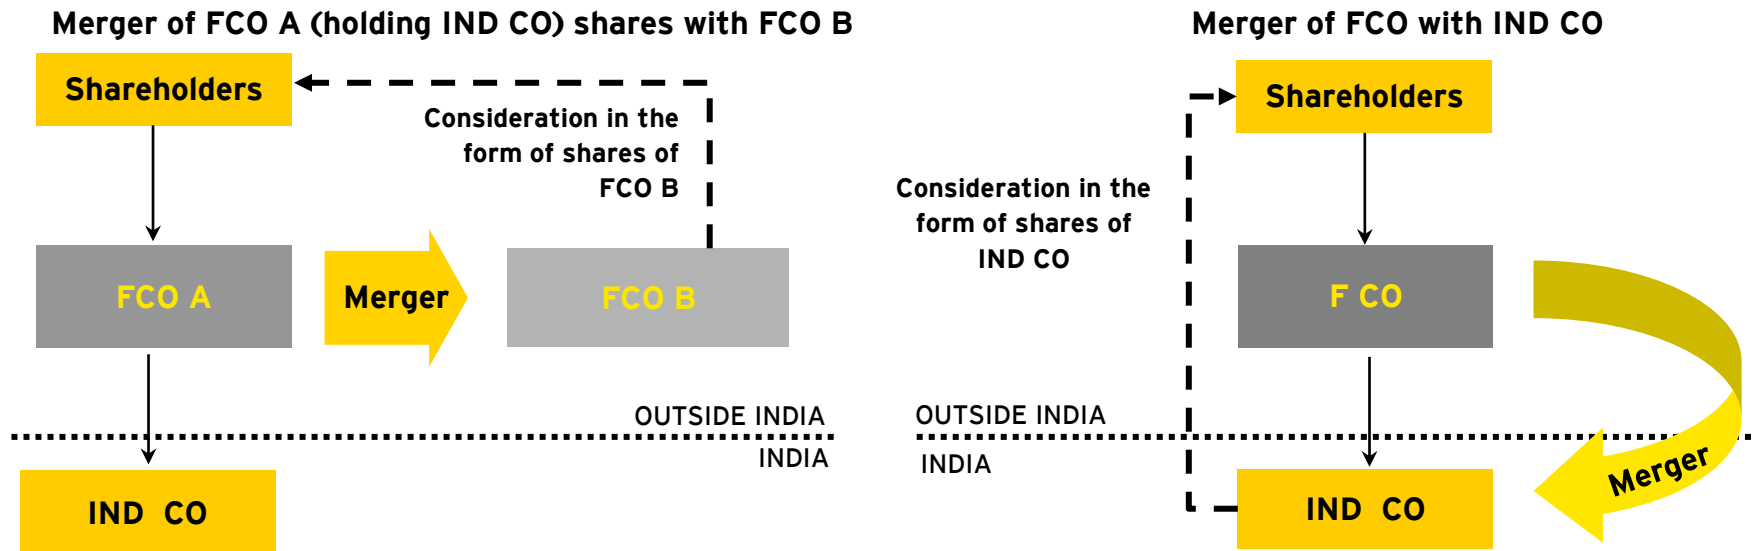 Merger of FCO A (holding IND CO) shares with FCO B
Shareholders
Consideration in the
form of shares of
FCO B
FCO A
Merger
FCO B
OUTSIDE INDIA
INDIA
IND CO
Merger of FCO with IND CO
Shareholders
Consideration in the
form of shares of
IND CO
F CO
OUTSIDE INDIA
INDIA
Merger
IND CO